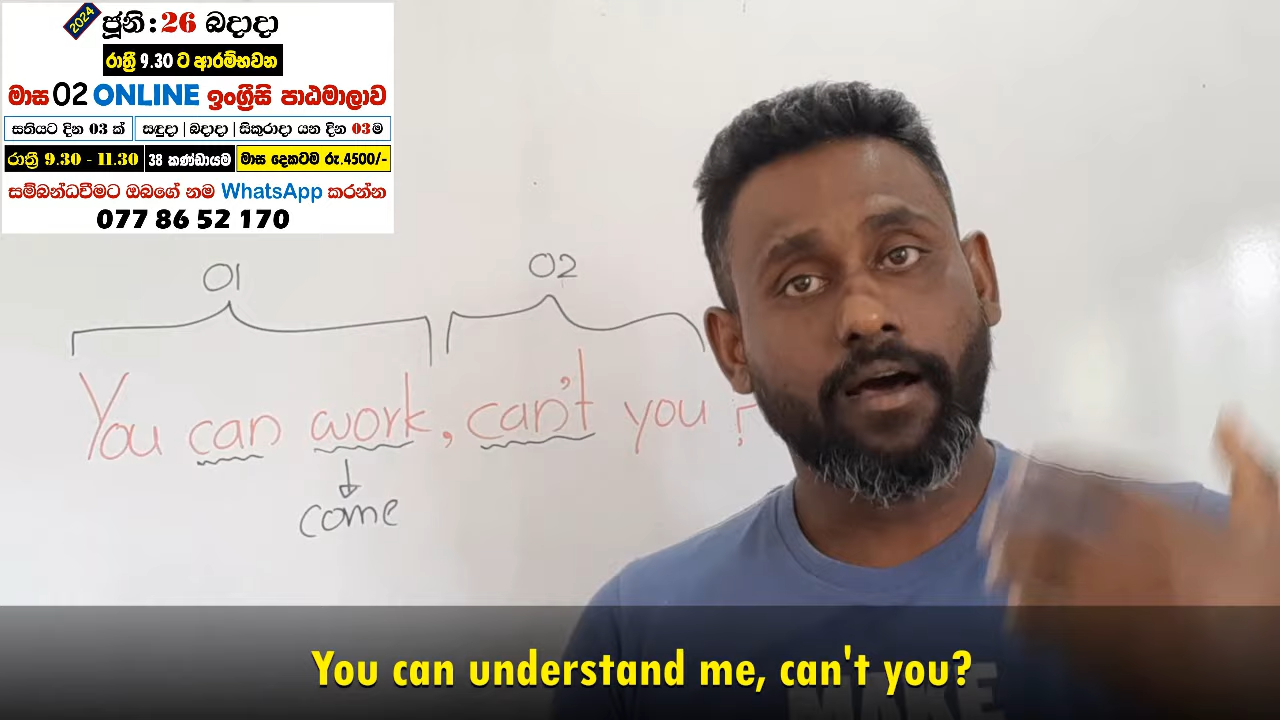 2024 ජූනි : 26 බදාදා
රාත්‍රී 9.30 ට ආරම්භවන
මාස 02 ONLINE ඉංග්‍රීසි පාඨමාලාව
සතියට දින 03 ක් සඳුදා | බදාදා | සිකුරාදා යන දින 03ම
රාත්‍රී 9.30 - 11.30 38 කණ්ඩායම මාස දෙකටම රු.4500/-
සම්බන්ධවීමට ඔබගේ නම WhatsApp කරන්න
077 86 52 170
01 02
You can work, can't you ?
come
MAKE
You can understand me, can't you?